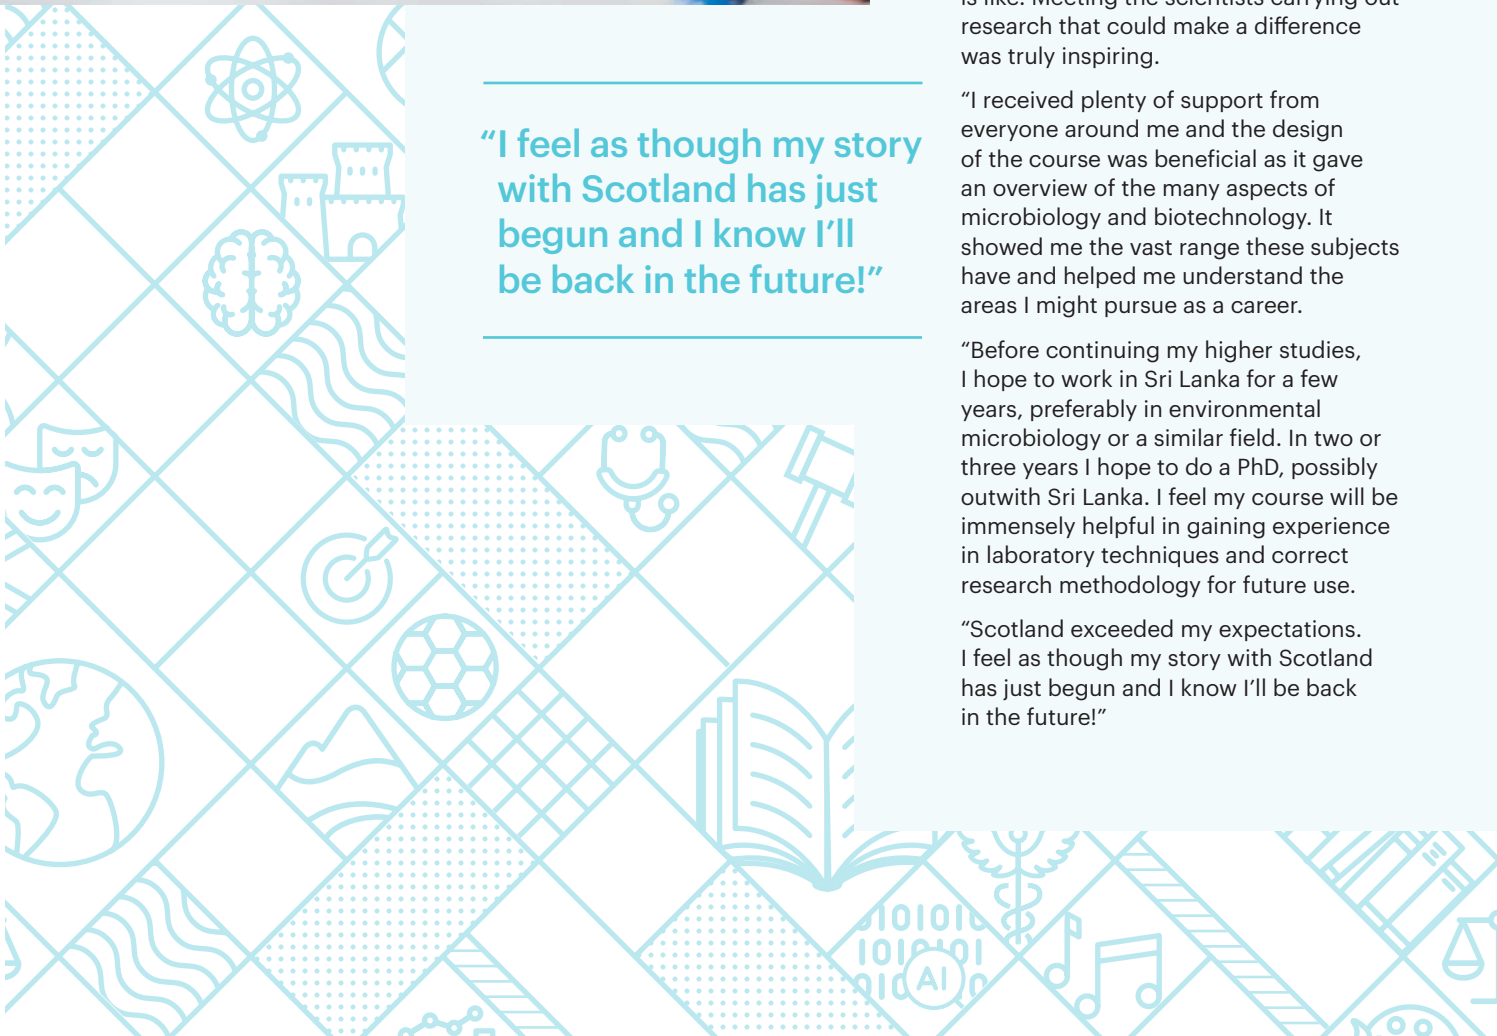 “I feel as though my story
with Scotland has just
begun and I know I’ll
be back in the future!”
is like. Meeting the scientists carrying out
research that could make a difference
was truly inspiring.
“I received plenty of support from
everyone around me and the design
of the course was beneficial as it gave
an overview of the many aspects of
microbiology and biotechnology. It
showed me the vast range these subjects
have and helped me understand the
areas I might pursue as a career.
“Before continuing my higher studies,
I hope to work in Sri Lanka for a few
years, preferably in environmental
microbiology or a similar field. In two or
three years I hope to do a PhD, possibly
outwith Sri Lanka. I feel my course will be
immensely helpful in gaining experience
in laboratory techniques and correct
research methodology for future use.
“Scotland exceeded my expectations.
I feel as though my story with Scotland
has just begun and I know I’ll be back
in the future!”
AI